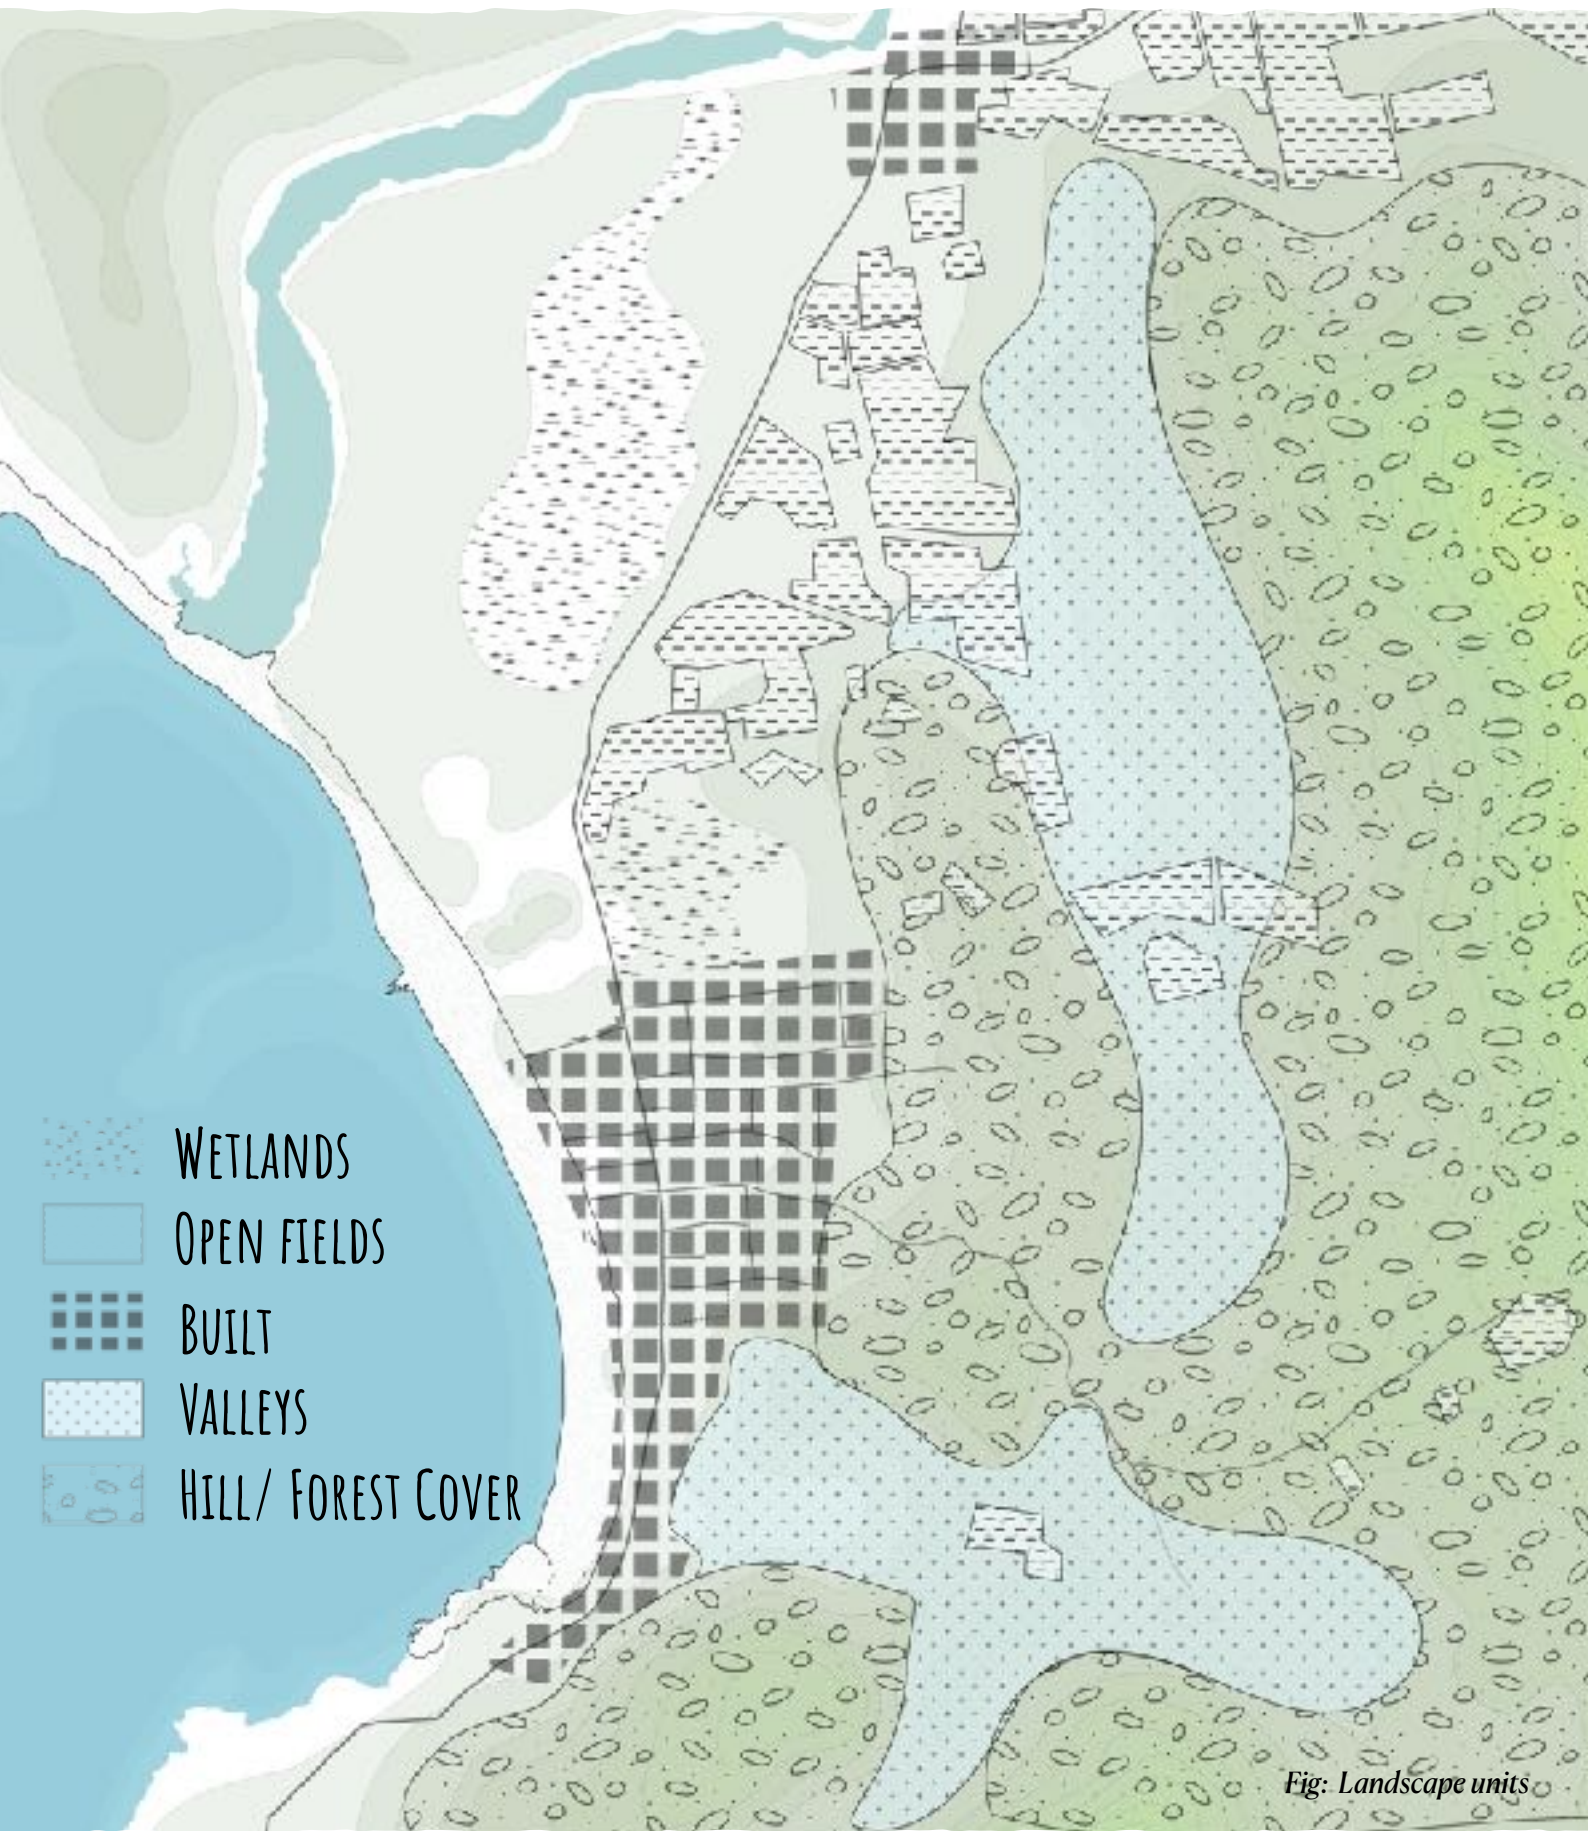 Wetlands
Open fields
Built
Valleys
Hill/ Forest Cover
Fig: Landscape units